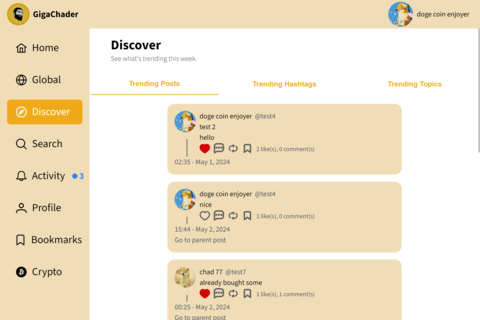 GigaChader
doge coin enjoyer
Home
Global
Discover
Search
Activity 3
Profile
Bookmarks
Crypto
Discover
See what's trending this week.
Trending Posts Trending Hashtags Trending Topics
doge coin enjoyer @test4
test 2
hello
2 like(s), 0 comment(s)
02:35 - May 1, 2024
doge coin enjoyer @test4
nice
1 like(s), 0 comment(s)
15:44 - May 2, 2024
Go to parent post
chad 77 @test7
already bought some
1 like(s), 1 comment(s)
00:25 - May 2, 2024
Go to parent post